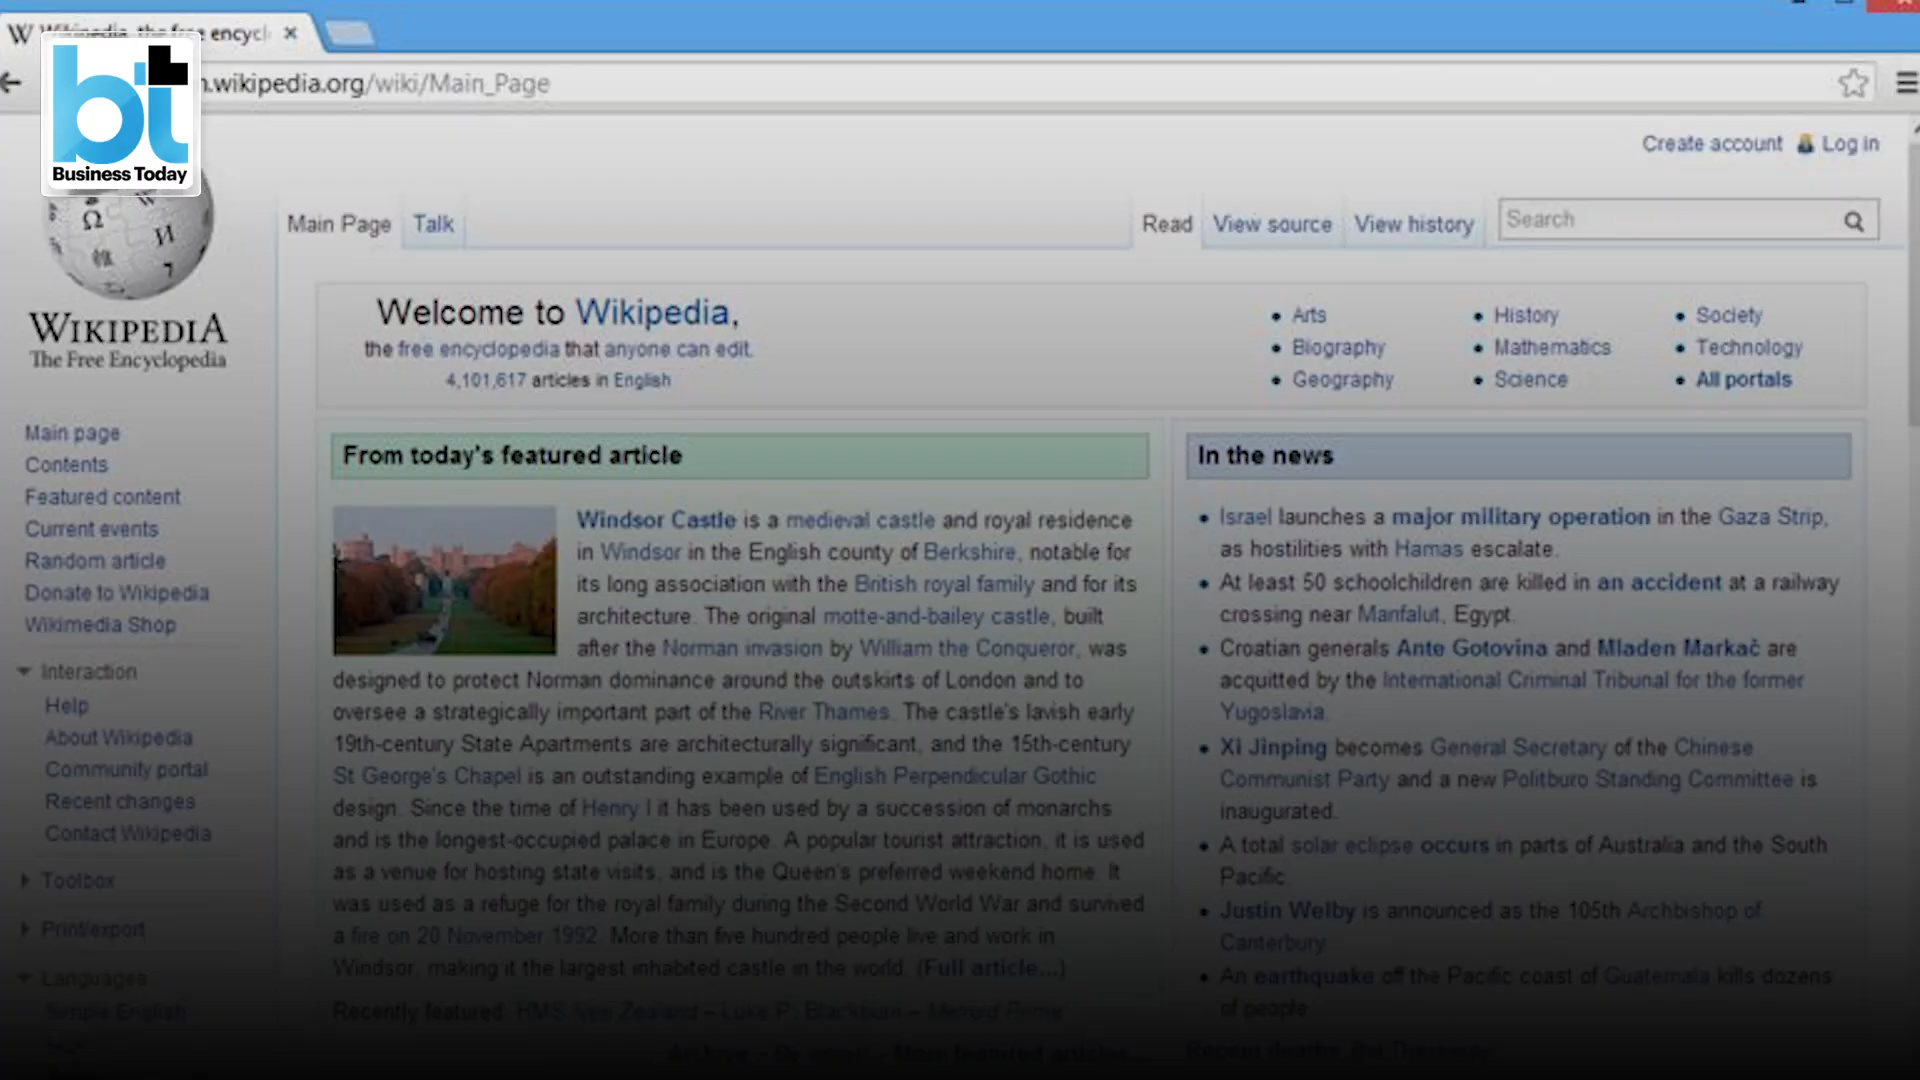 W Wikipedia, the free encycl ×
bt
Business Today
n.wikipedia.org/wiki/Main_Page
Create account Log in
Main Page Talk Read View source View history Search
Ω W И 7
WIKIPEDIA
The Free Encyclopedia
Main page
Contents
Featured content
Current events
Random article
Donate to Wikipedia
Wikimedia Shop
Interaction
Help
About Wikipedia
Community portal
Recent changes
Contact Wikipedia
Toolbox
Print/export
Languages
Simple English
Welcome to Wikipedia,
the free encyclopedia that anyone can edit.
4,101,617 articles in English
• Arts
• Biography
• Geography
• History
• Mathematics
• Science
• Society
• Technology
• All portals
From today's featured article
Windsor Castle is a medieval castle and royal residence
in Windsor in the English county of Berkshire, notable for
its long association with the British royal family and for its
architecture. The original motte-and-bailey castle, built
after the Norman invasion by William the Conqueror, was
designed to protect Norman dominance around the outskirts of London and to
oversee a strategically important part of the River Thames. The castle's lavish early
19th-century State Apartments are architecturally significant, and the 15th-century
St George's Chapel is an outstanding example of English Perpendicular Gothic
design. Since the time of Henry I it has been used by a succession of monarchs
and is the longest-occupied palace in Europe. A popular tourist attraction, it is used
as a venue for hosting state visits, and is the Queen's preferred weekend home. It
was used as a refuge for the royal family during the Second World War and survived
a fire on 20 November 1992. More than five hundred people live and work in
Windsor, making it the largest inhabited castle in the world. (Full article...)
Recently featured: HMS New Zealand – Luke P. Blackburn – Metroid Prime
Archive – By email – More featured articles...
In the news
• Israel launches a major military operation in the Gaza Strip,
as hostilities with Hamas escalate.
• At least 50 schoolchildren are killed in an accident at a railway
crossing near Manfalut, Egypt.
• Croatian generals Ante Gotovina and Mladen Markač are
acquitted by the International Criminal Tribunal for the former
Yugoslavia.
• Xi Jinping becomes General Secretary of the Chinese
Communist Party and a new Politburo Standing Committee is
inaugurated.
• A total solar eclipse occurs in parts of Australia and the South
Pacific.
• Justin Welby is announced as the 105th Archbishop of
Canterbury.
• An earthquake off the Pacific coast of Guatemala kills dozens
of people.
Recent deaths: Bal Thackeray